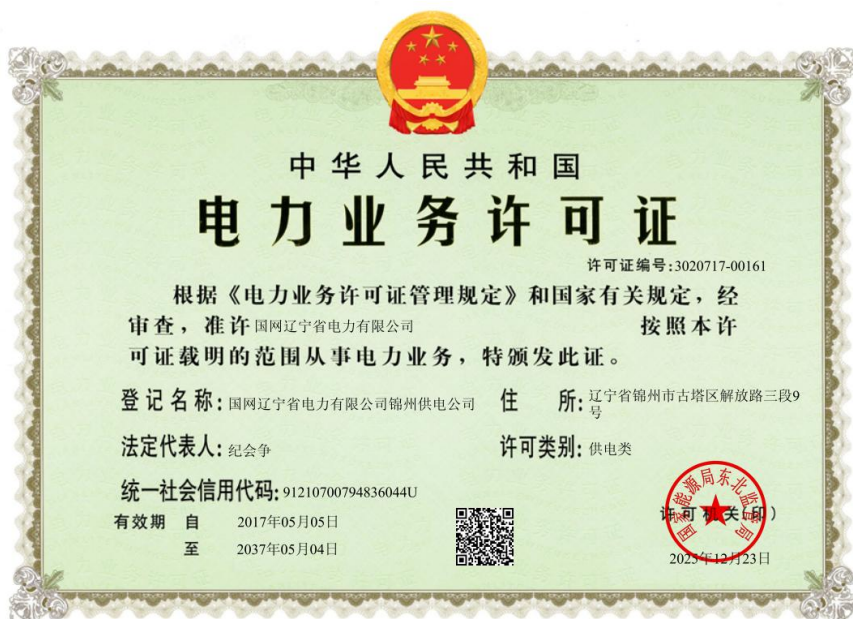 中华人民共和国
电力业务许可证
许可证编号:3020717-00161
根据《电力业务许可证管理规定》和国家有关规定，经
审查，准许国网辽宁省电力有限公司 按照本许
可证载明的范围从事电力业务，特颁发此证。
登记名称:国网辽宁省电力有限公司锦州供电公司 住 所:辽宁省锦州市古塔区解放路三段9
号
法定代表人:纪会争 许可类别:供电类
统一社会信用代码:91210700794836044U
有效期 自 2017年05月05日
许可机关(印)
国家能源局东北监管局
至 2037年05月04日
2025年12月23日